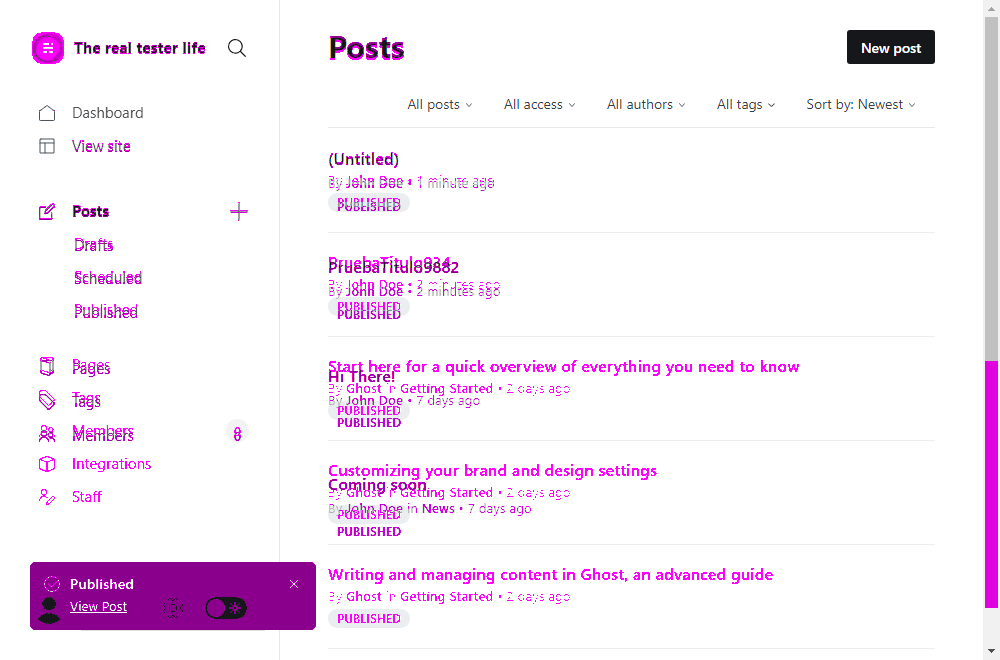 The real tester life
Dashboard
View site
Posts
Drafts
Scheduled
Published
Pages
Tags
Members
Integrations
Staff
Published
View Post
Posts
New post
All posts
All access
All authors
All tags
Sort by: Newest
(Untitled)
By John Doe • 1 minute ago
PUBLISHED
PruebaTitulo934
PruebaTitulo9882
By John Doe • 2 minutes ago
PUBLISHED
PUBLISHED
Start here for a quick overview of everything you need to know
Hi There!
By Ghost in Getting Started • 2 days ago
By John Doe • 7 days ago
PUBLISHED
PUBLISHED
Customizing your brand and design settings
Coming soon
By Ghost in Getting Started • 2 days ago
By John Doe in News • 7 days ago
PUBLISHED
PUBLISHED
Writing and managing content in Ghost, an advanced guide
By Ghost in Getting Started • 2 days ago
PUBLISHED